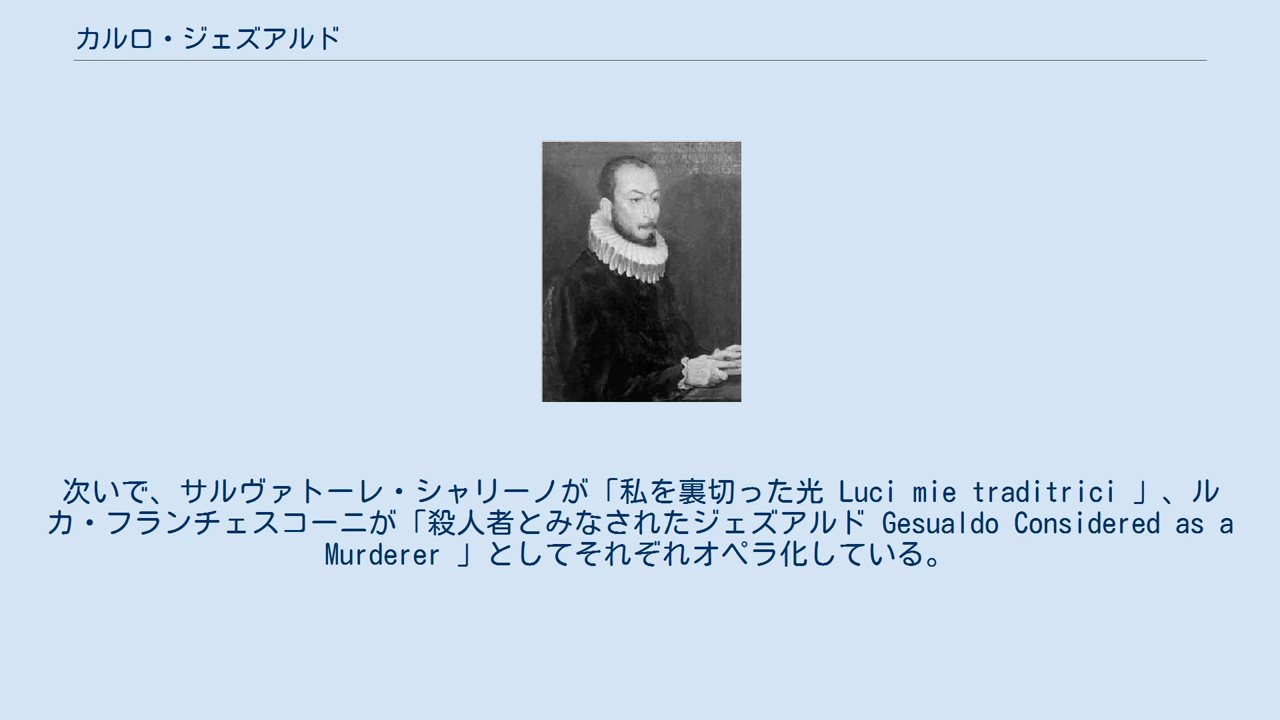 カルロ・ジェズアルド
次いで、サルヴァトーレ・シャリーノが「私を裏切った光 Luci mie traditrici 」、ル
カ・フランチェスコーニが「殺人者とみなされたジェズアルド Gesualdo Considered as a
Murderer 」としてそれぞれオペラ化している。